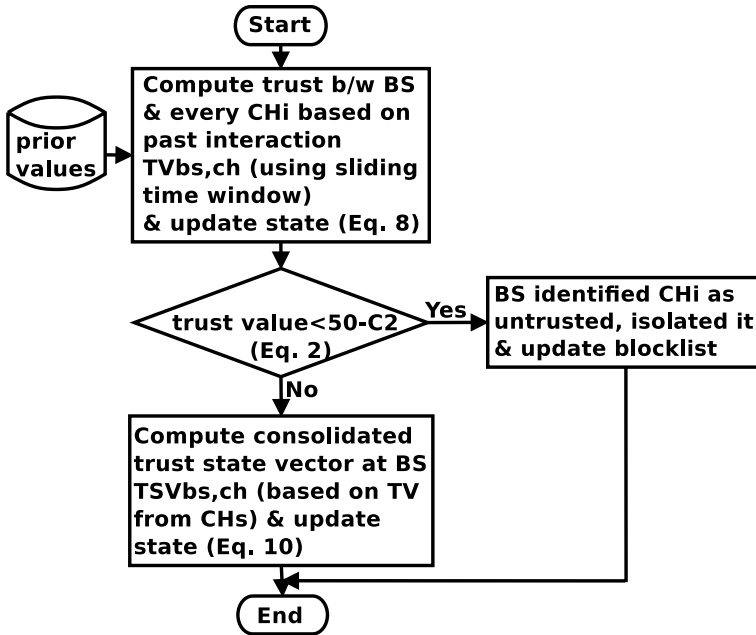 Start
Compute trust b/w BS
& every CHi based on
past interaction
TVbs,ch (using sliding
time window)
& update state (Eq. 8)
prior
values
trust value<50-C2
(Eq. 2)
Yes
BS identified CHi as
untrusted, isolated it
& update blocklist
No
Compute consolidated
trust state vector at BS
TSVbs,ch (based on TV
from CHs) & update
state (Eq. 10)
End